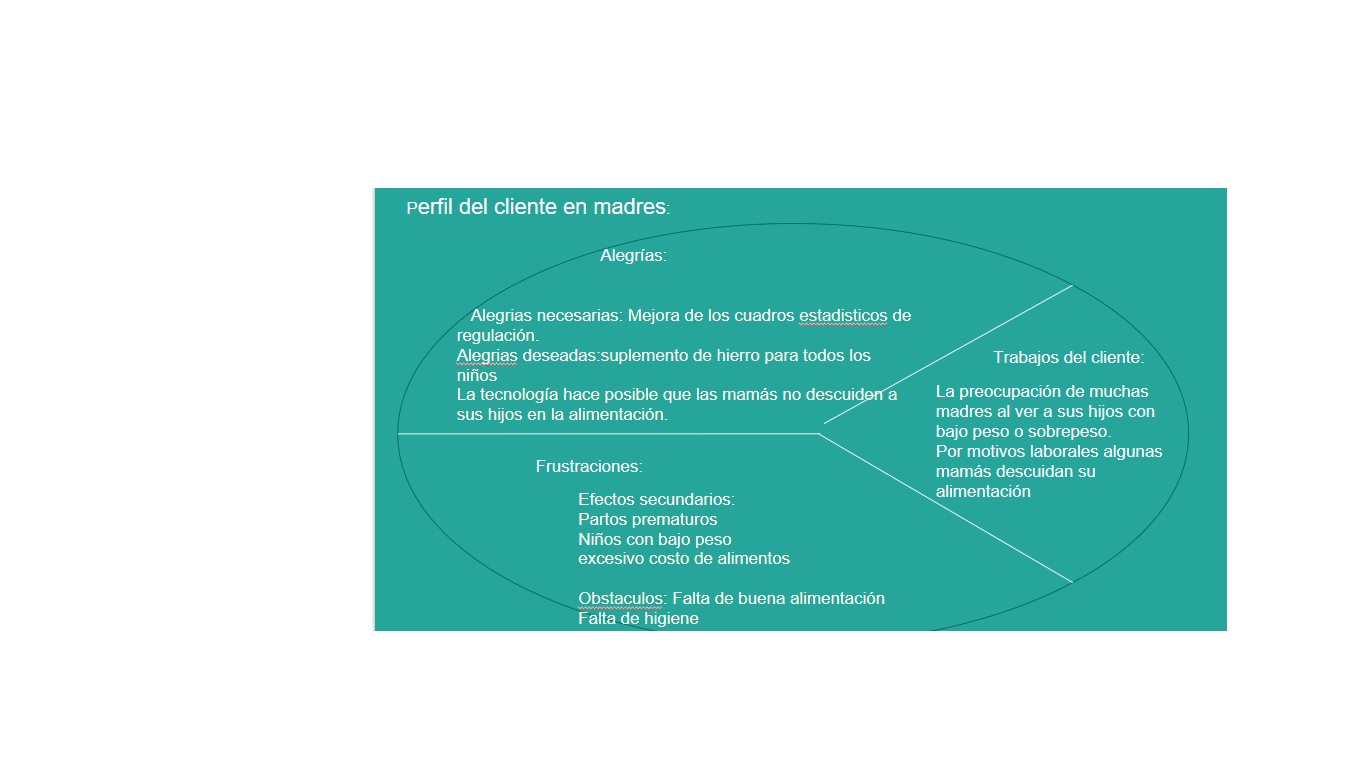 Perfil del cliente en madres:
Alegrías:
Alegrias necesarias: Mejora de los cuadros estadisticos de
regulación.
Alegrias deseadas:suplemento de hierro para todos los
niños
La tecnología hace posible que las mamás no descuiden a
sus hijos en la alimentación.
Trabajos del cliente:
La preocupación de muchas
madres al ver a sus hijos con
bajo peso o sobrepeso.
Por motivos laborales algunas
mamás descuidan su
alimentación
Frustraciones:
Efectos secundarios:
Partos prematuros
Niños con bajo peso
excesivo costo de alimentos
Obstaculos: Falta de buena alimentación
Falta de higiene